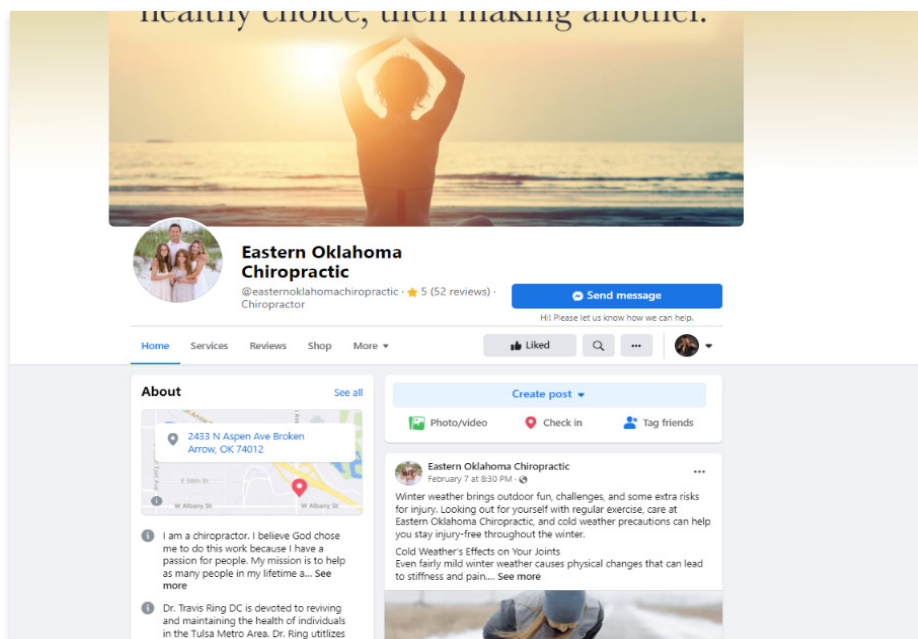 healthy choice, then making another.
Eastern Oklahoma
Chiropractic
@easternoklahomachiropractic · ★ 5 (52 reviews) ·
Chiropractor
Send message
Hi! Please let us know how we can help.
Home Services Reviews Shop More
Liked
About See all
2433 N Aspen Ave Broken
Arrow, OK 74012
W Albany St W Albany St
I am a chiropractor. I believe God chose
me to do this work because I have a
passion for people. My mission is to help
as many people in my lifetime a... See
more
Dr. Travis Ring DC is devoted to reviving
and maintaining the health of individuals
in the Tulsa Metro Area. Dr. Ring utitlizes
Create post
Photo/video Check in Tag friends
Eastern Oklahoma Chiropractic
February 7 at 8:30 PM ·
Winter weather brings outdoor fun, challenges, and some extra risks
for injury. Looking out for yourself with regular exercise, care at
Eastern Oklahoma Chiropractic, and cold weather precautions can help
you stay injury-free throughout the winter.
Cold Weather's Effects on Your Joints
Even fairly mild winter weather causes physical changes that can lead
to stiffness and pain.... See more